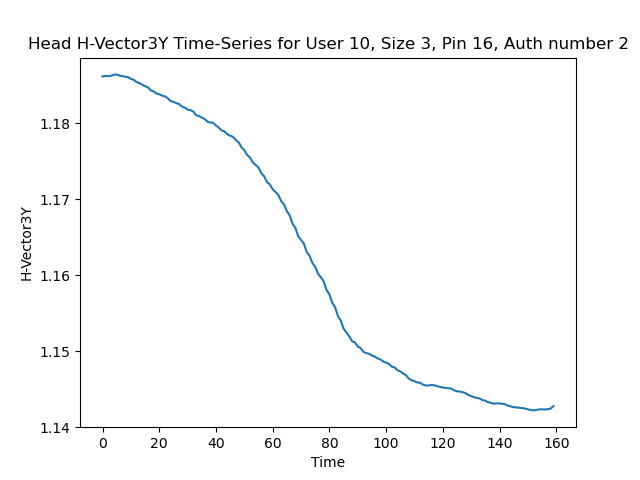 Head H-Vector3Y Time-Series for User 10, Size 3, Pin 16, Auth number 2
1.18
1.17
1.16
1.15
1.14
H-Vector3Y
0 20 40 60 80 100 120 140 160
Time